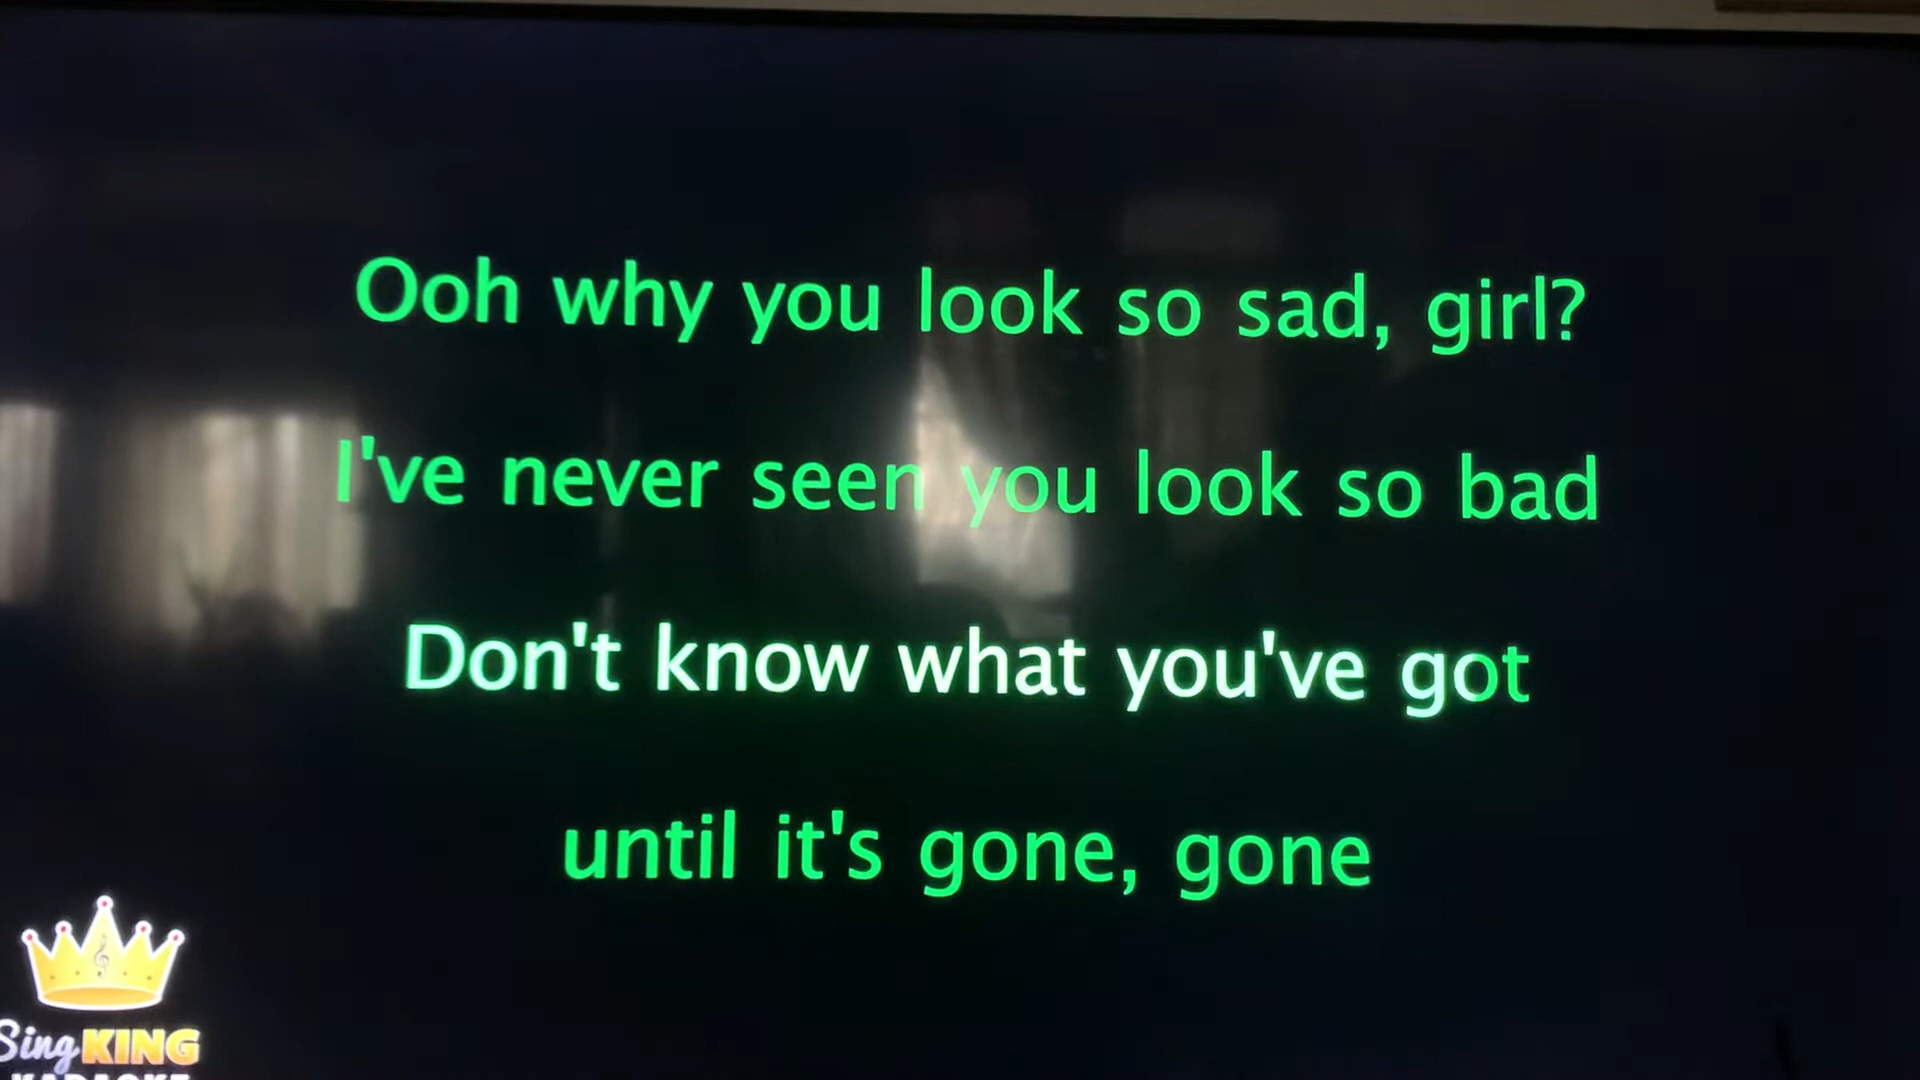 Ooh why you look so sad, girl?
I've never seen you look so bad
Don't know what you've got
until it's gone, gone
Sing KING
KARAOKE